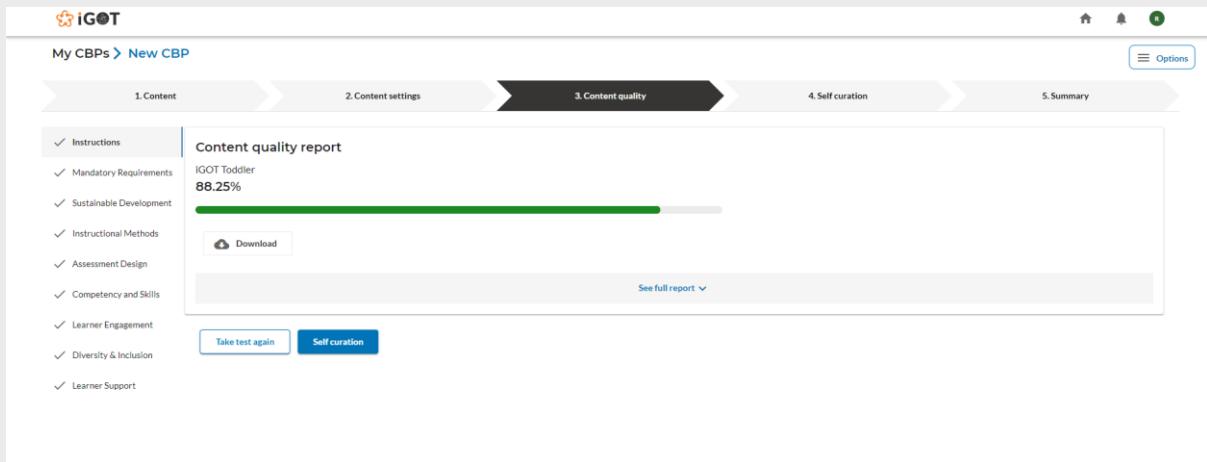 iGOT
R
My CBPs > New CBP
Options
1. Content
2. Content settings
3. Content quality
4. Self curation
5. Summary
Instructions
Mandatory Requirements
Sustainable Development
Instructional Methods
Assessment Design
Competency and Skills
Learner Engagement
Diversity & Inclusion
Learner Support
Content quality report
iGOT Toddler
88.25%
Download
See full report
Take test again
Self curation